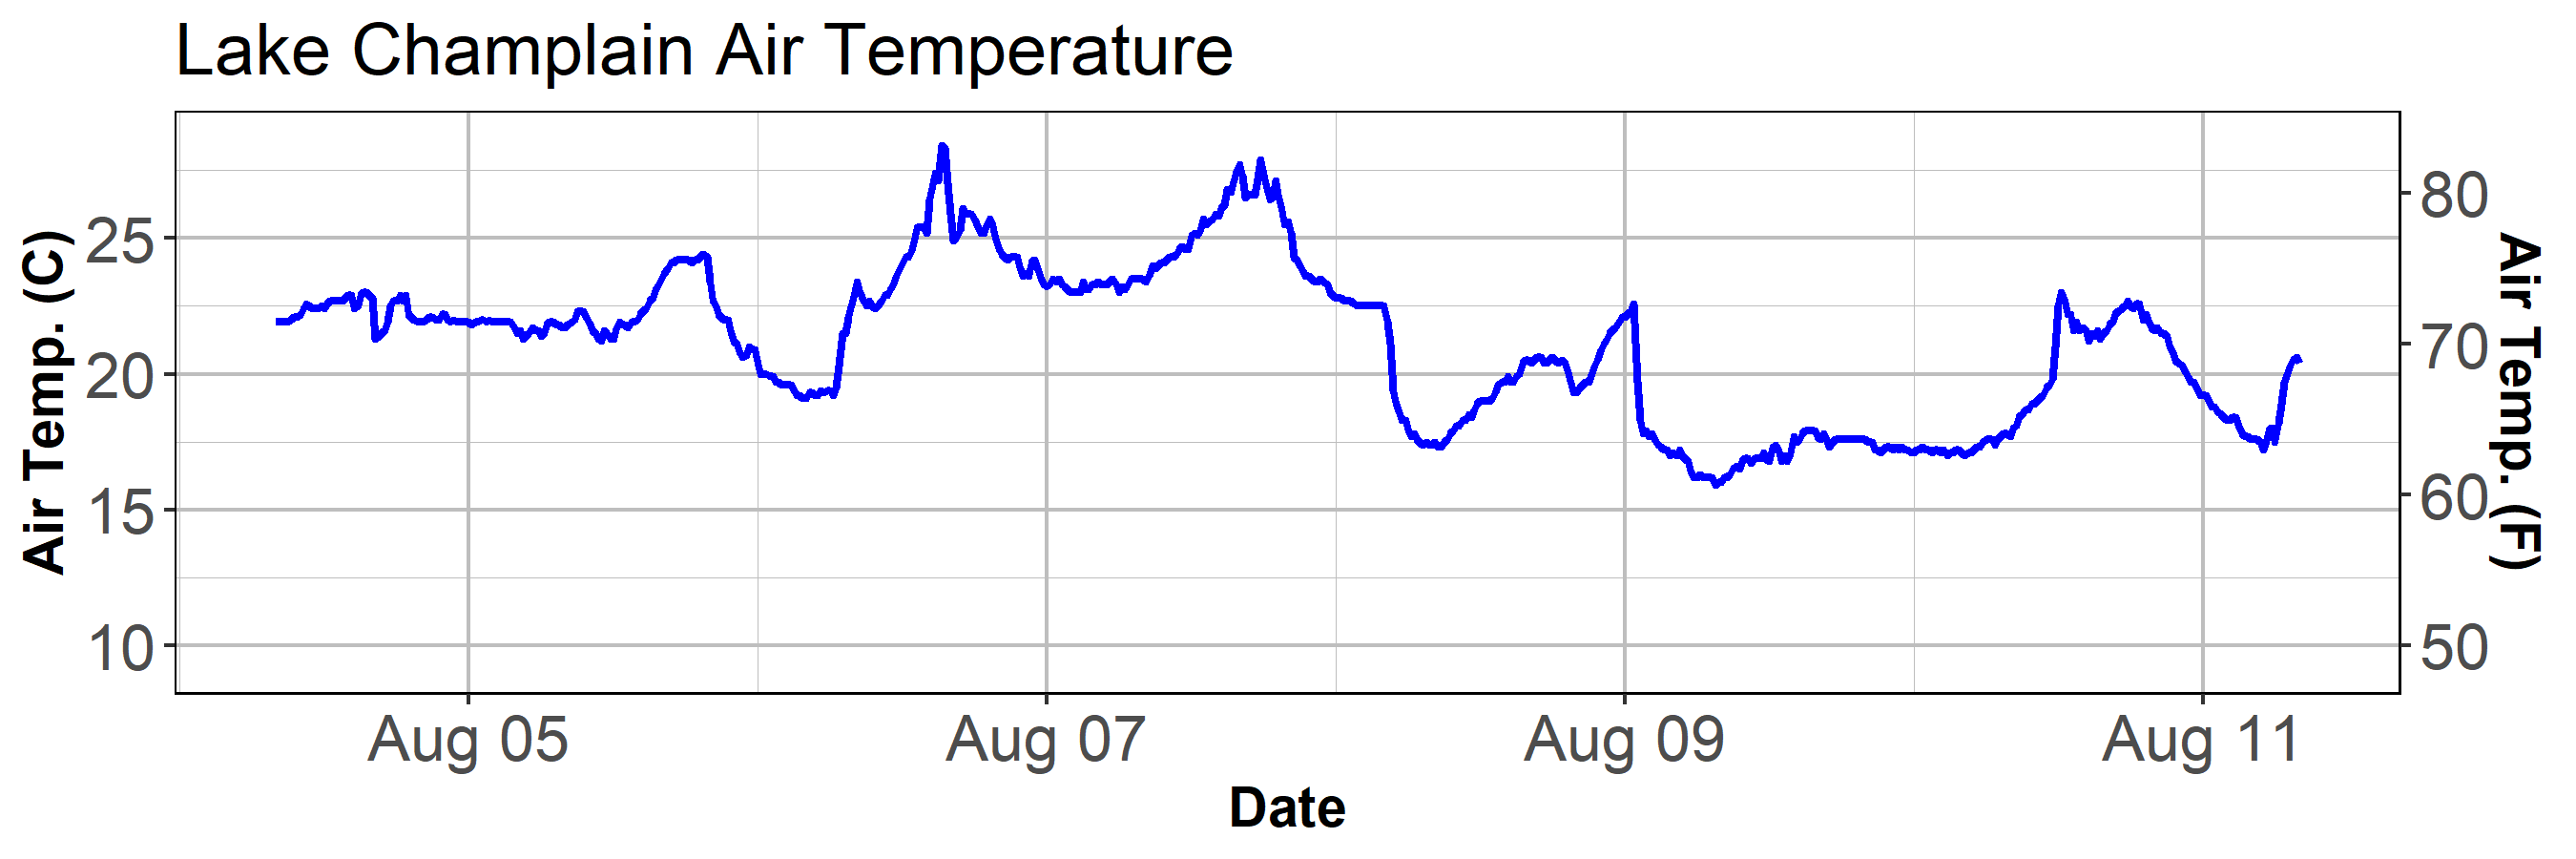 Lake Champlain Air Temperature
Air Temp. (C)
25
20
15
10
80
70
60
50
Air Temp. (F)
Aug 05
Aug 07
Aug 09
Aug 11
Date